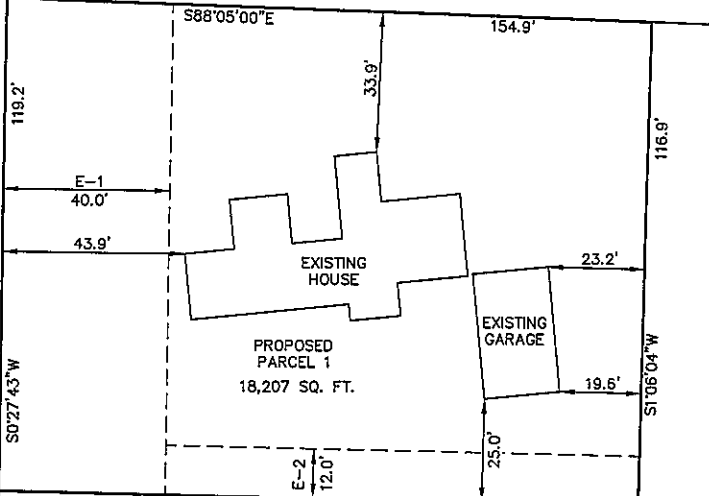 S88°05'00"E
154.9'
33.9'
119.2'
116.9'
E-1
40.0'
43.9'
EXISTING
HOUSE
23.2'
EXISTING
GARAGE
PROPOSED
PARCEL 1
18,207 SQ. FT.
19.6'
S0°27'43"W
S1°06'04"W
25.0'
E-2
12.0'